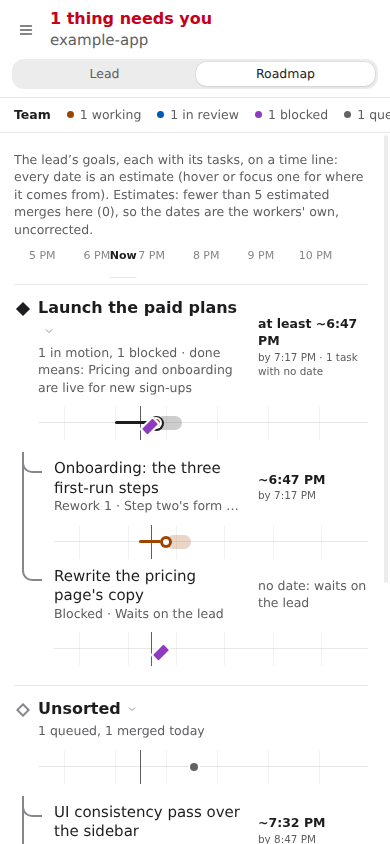 1 thing needs you
example-app
Lead
Roadmap
Team 1 working 1 in review 1 blocked 1 que
The lead's goals, each with its tasks, on a time line:
every date is an estimate (hover or focus one for where
it comes from). Estimates: fewer than 5 estimated
merges here (0), so the dates are the workers' own,
uncorrected.
5 PM 6 PM Now 7 PM 8 PM 9 PM 10 PM
Launch the paid plans
at least ~6:47
PM
by 7:17 PM · 1 task
with no date
1 in motion, 1 blocked · done
means: Pricing and onboarding
are live for new sign-ups
Onboarding: the three
first-run steps
Rework 1 · Step two's form …
~6:47 PM
by 7:17 PM
Rewrite the pricing
page's copy
Blocked · Waits on the lead
no date: waits on
the lead
Unsorted
1 queued, 1 merged today
UI consistency pass over
the sidebar
~7:32 PM
by 8:47 PM